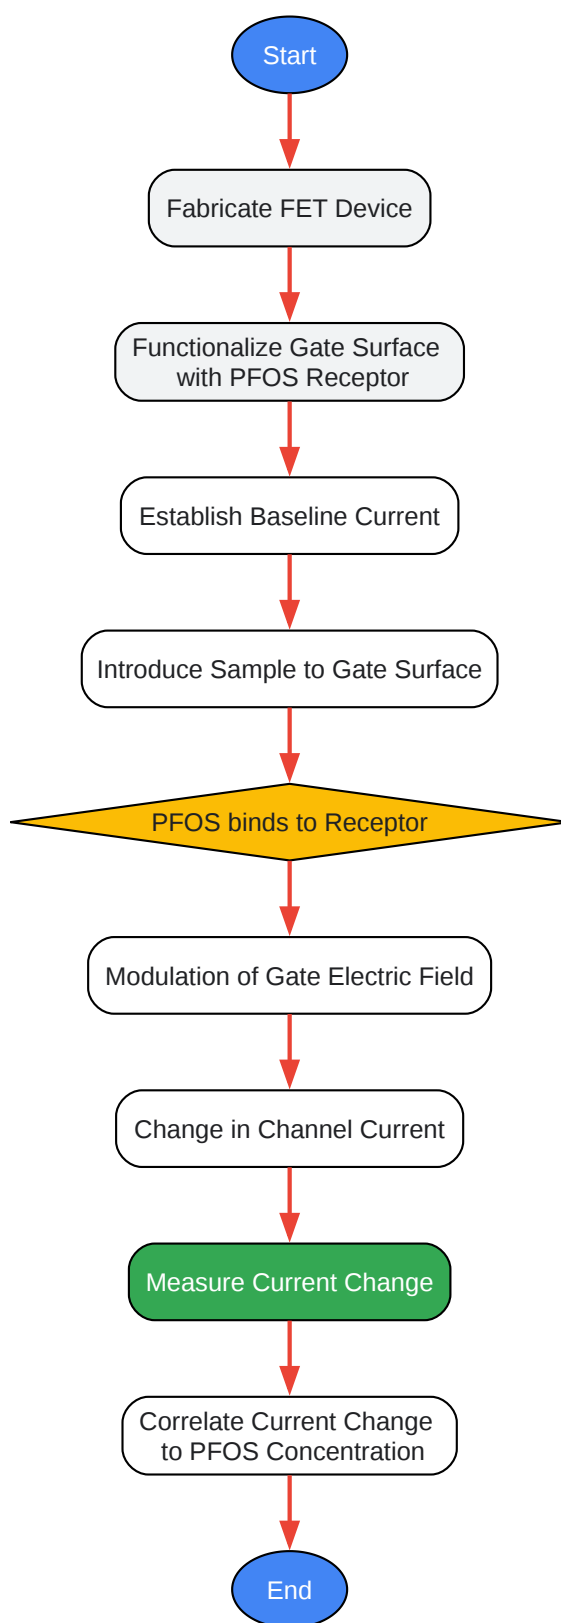 Start
Fabricate FET Device
Functionalize Gate Surface
with PFOS Receptor
Establish Baseline Current
Introduce Sample to Gate Surface
PFOS binds to Receptor
Modulation of Gate Electric Field
Change in Channel Current
Measure Current Change
Correlate Current Change
to PFOS Concentration
End